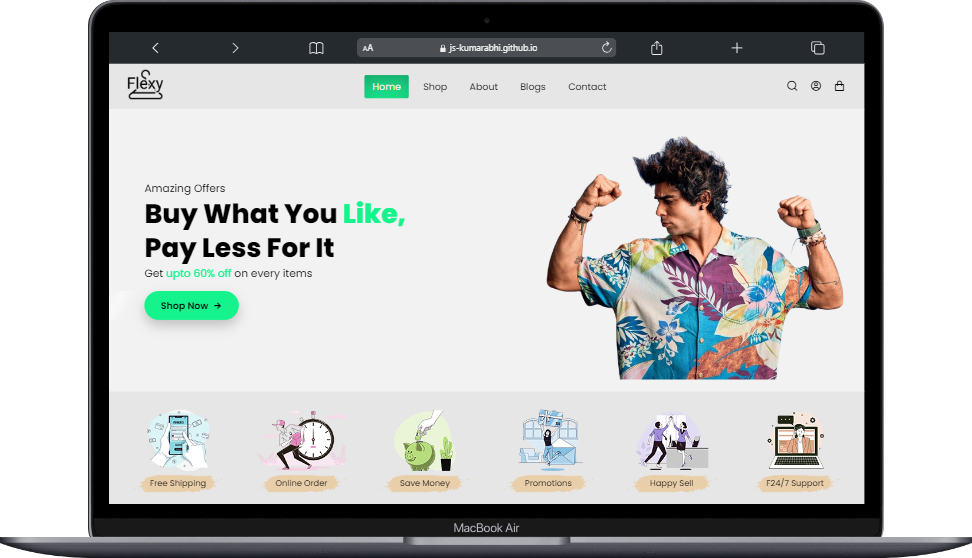 AA js-kumarabhi.github.io
Flexy
Home Shop About Blogs Contact
Amazing Offers
Buy What You Like,
Pay Less For It
Get upto 60% off on every items
Shop Now →
Free Shipping
Online Order
Save Money
Promotions
Happy Sell
F24/7 Support
MacBook Air